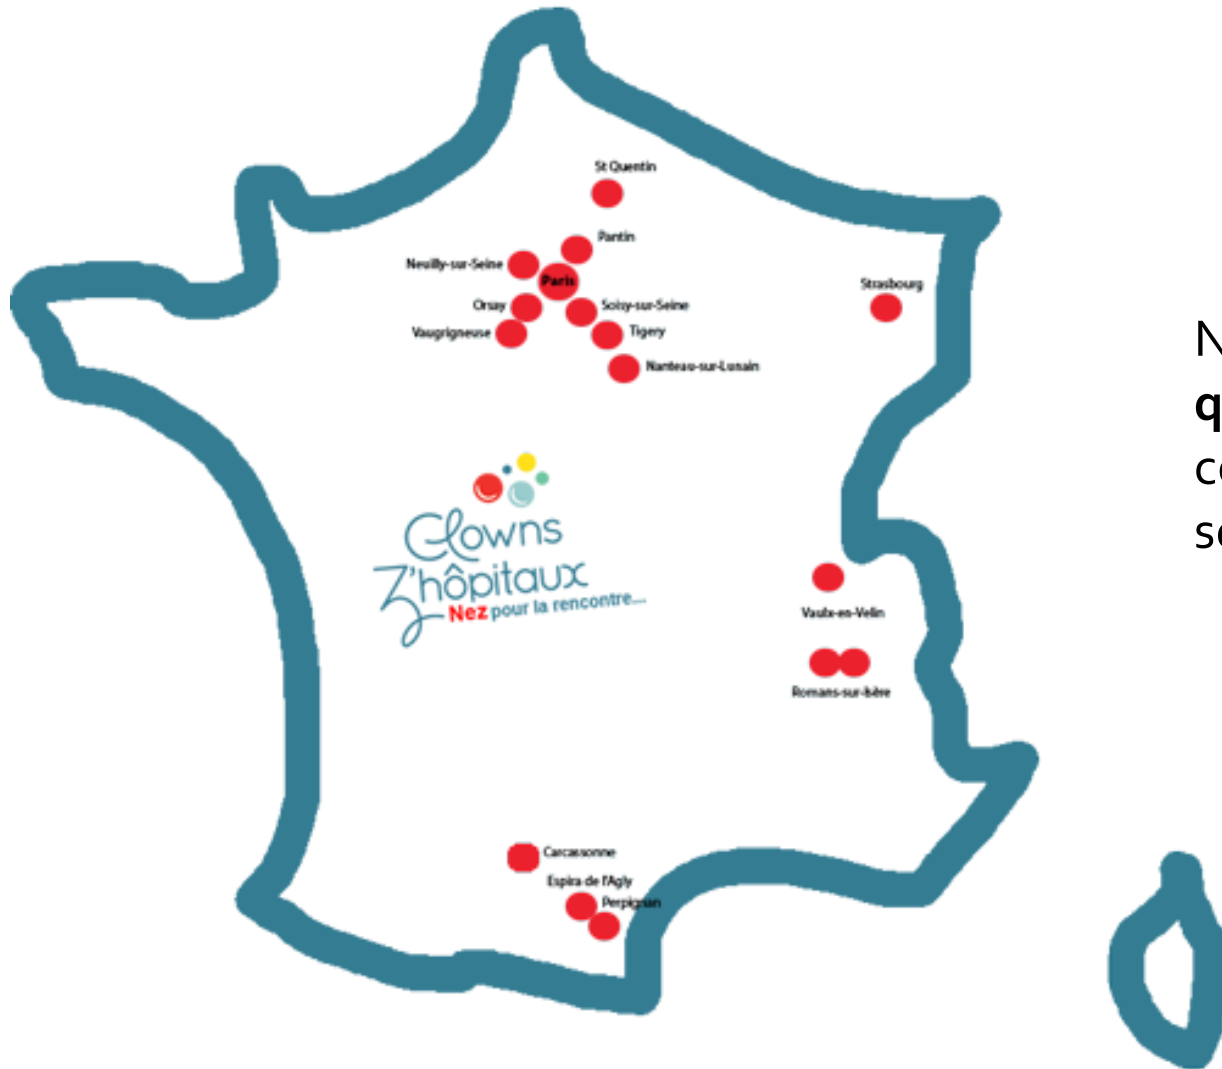 St Quentin
Pantin
Neuilly-sur-Seine
Paris
Strasbourg
Orsay
Soisy-sur-Seine
Vaugrigneuse
Tigery
Nanteau-sur-Lunain
Clowns
Z'hôpitaux
Nez pour la rencontre...
Vaulx-en-Velin
Romans-sur-Isère
Carcassonne
Espira de l'Agly
Perpignan
N
q
se